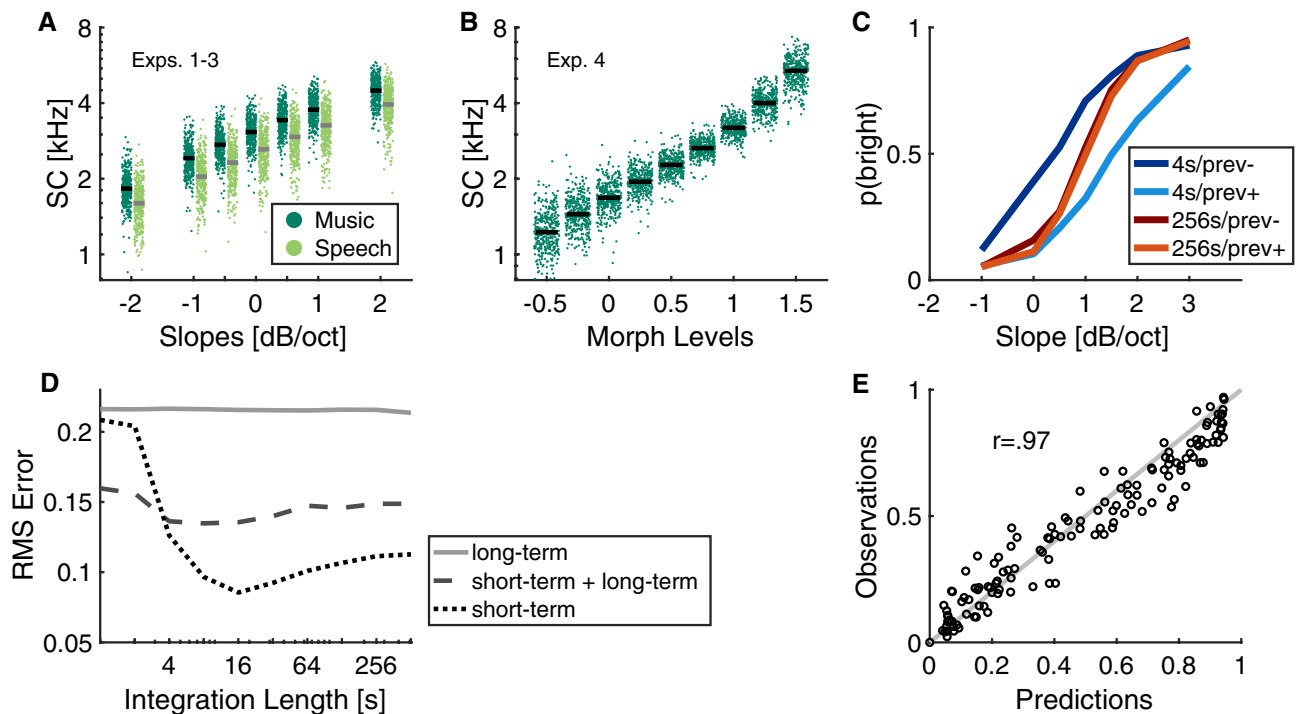 A
Exps. 1-3
SC [kHz]
8
4
2
1
-2
-1
0
1
2
Slopes [dB/oct]
Music
Speech
B
Exp. 4
SC [kHz]
8
4
2
1
-0.5
0
0.5
1
1.5
Morph Levels
C
p(bright)
1
0.5
0
-2
-1
0
1
2
3
Slope [dB/oct]
4s/prev-
4s/prev+
256s/prev-
256s/prev+
D
RMS Error
0.2
0.15
0.1
0.05
4
16
64
256
Integration Length [s]
long-term
short-term + long-term
short-term
E
Observations
1
0.5
0
r=.97
0
0.2
0.4
0.6
0.8
1
Predictions